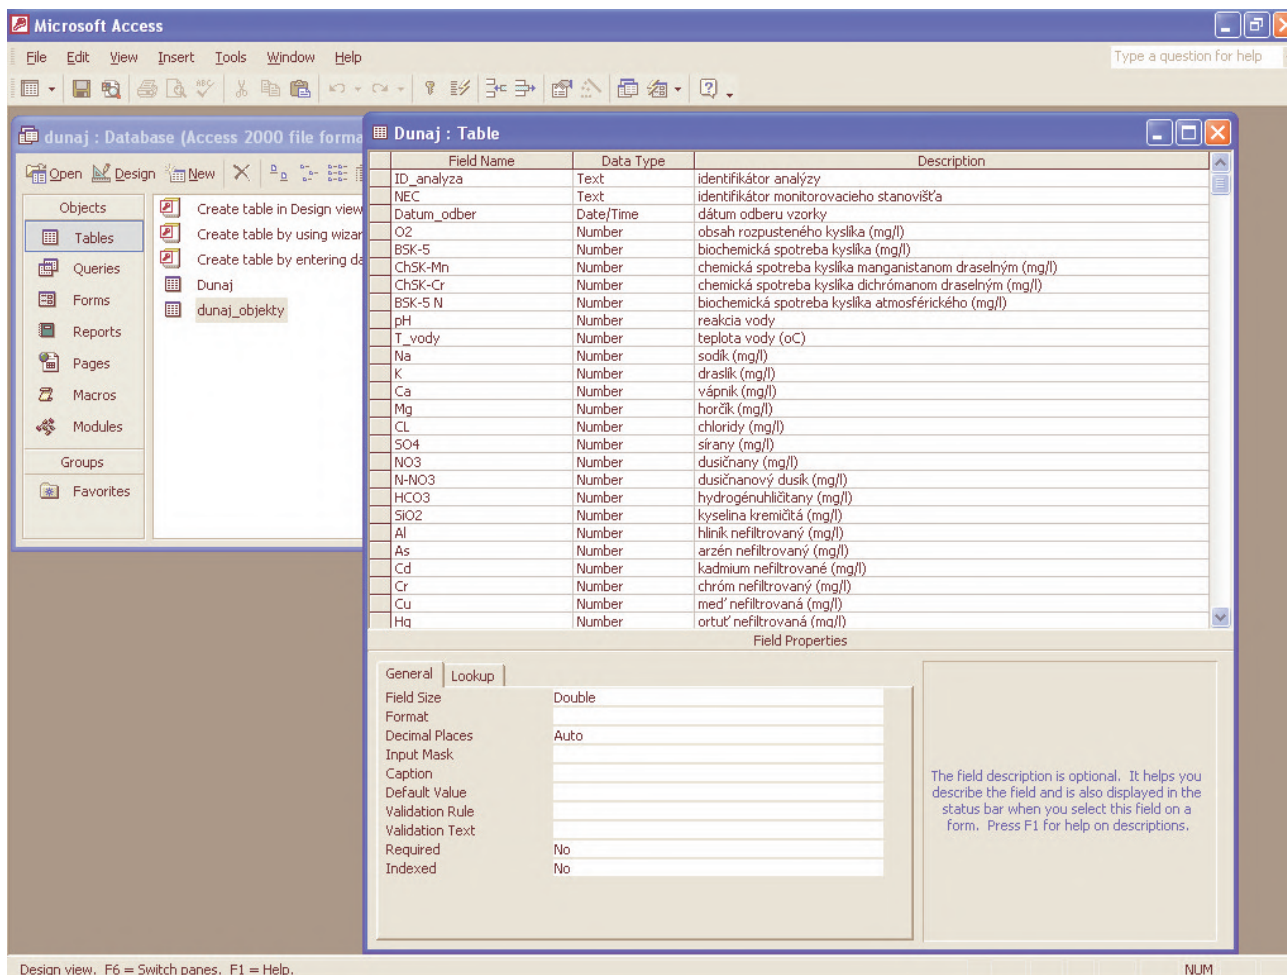 Microsoft Access
File Edit View Insert Tools Window Help
Type a question for help
dunaj : Database (Access 2000 file forma
Open Design New
Objects
Tables
Queries
Forms
Reports
Pages
Macros
Modules
Groups
Favorites
Create table in Design view
Create table by using wizar
Create table by entering da
Dunaj
dunaj_objekty
Dunaj : Table
Field Name Data Type Description
ID_analyza Text identifikátor analýzy
NEC Text identifikátor monitorovacieho stanovišťa
Datum_odber Date/Time dátum odberu vzorky
O2 Number obsah rozpusteného kyslíka (mg/l)
BSK-5 Number biochemická spotreba kyslíka (mg/l)
ChSK-Mn Number chemická spotreba kyslíka manganistanom draselným (mg/l)
ChSK-Cr Number chemická spotreba kyslíka dichrómanom draselným (mg/l)
BSK-5 N Number biochemická spotreba kyslíka atmosférického (mg/l)
pH Number reakcia vody
T_vody Number teplota vody (oC)
Na Number sodík (mg/l)
K Number draslík (mg/l)
Ca Number vápnik (mg/l)
Mg Number horčík (mg/l)
CL Number chloridy (mg/l)
SO4 Number sírany (mg/l)
NO3 Number dusičnany (mg/l)
N-NO3 Number dusičnanový dusík (mg/l)
HCO3 Number hydrogénuhličitany (mg/l)
SiO2 Number kyselina kremičitá (mg/l)
Al Number hliník nefiltrovaný (mg/l)
As Number arzén nefiltrovaný (mg/l)
Cd Number kadmium nefiltrované (mg/l)
Cr Number chróm nefiltrovaný (mg/l)
Cu Number meď nefiltrovaná (mg/l)
Hg Number ortuť nefiltrovaná (mg/l)
Field Properties
General Lookup
Field Size Double
Format
Decimal Places Auto
Input Mask
Caption
Default Value
Validation Rule
Validation Text
Required No
Indexed No
The field description is optional. It helps you
describe the field and is also displayed in the
status bar when you select this field on a
form. Press F1 for help on descriptions.
Design view. F6 = Switch panes. F1 = Help.
NUM